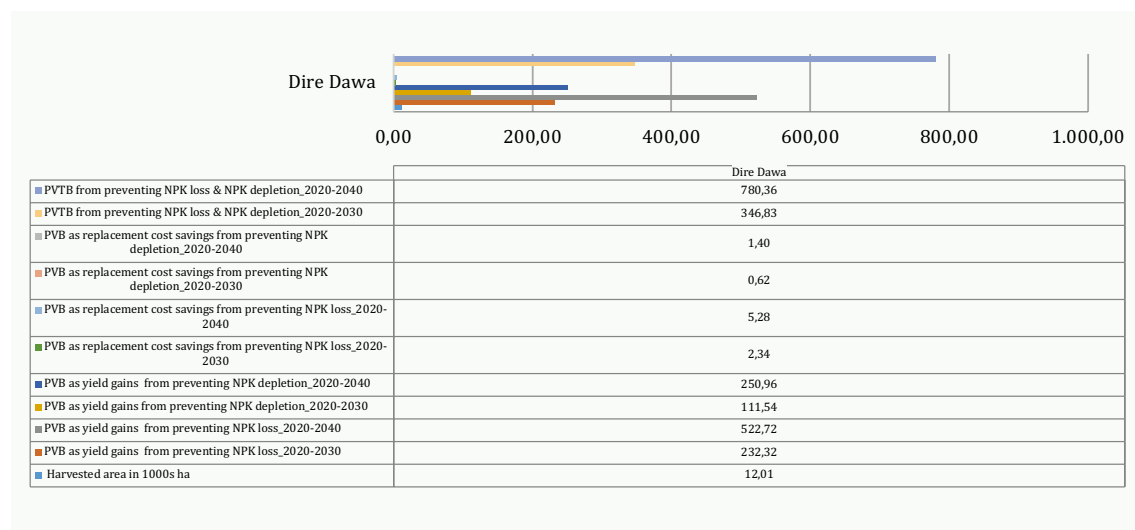 Dire Dawa
0,00 200,00 400,00 600,00 800,00 1.000,00
Dire Dawa
PVTB from preventing NPK loss & NPK depletion_2020-2040 780,36
PVTB from preventing NPK loss & NPK depletion_2020-2030 346,83
PVB as replacement cost savings from preventing NPK
depletion_2020-2040 1,40
PVB as replacement cost savings from preventing NPK
depletion_2020-2030 0,62
PVB as replacement cost savings from preventing NPK loss_2020-
2040 5,28
PVB as replacement cost savings from preventing NPK loss_2020-
2030 2,34
PVB as yield gains from preventing NPK depletion_2020-2040 250,96
PVB as yield gains from preventing NPK depletion_2020-2030 111,54
PVB as yield gains from preventing NPK loss_2020-2040 522,72
PVB as yield gains from preventing NPK loss_2020-2030 232,32
Harvested area in 1000s ha 12,01